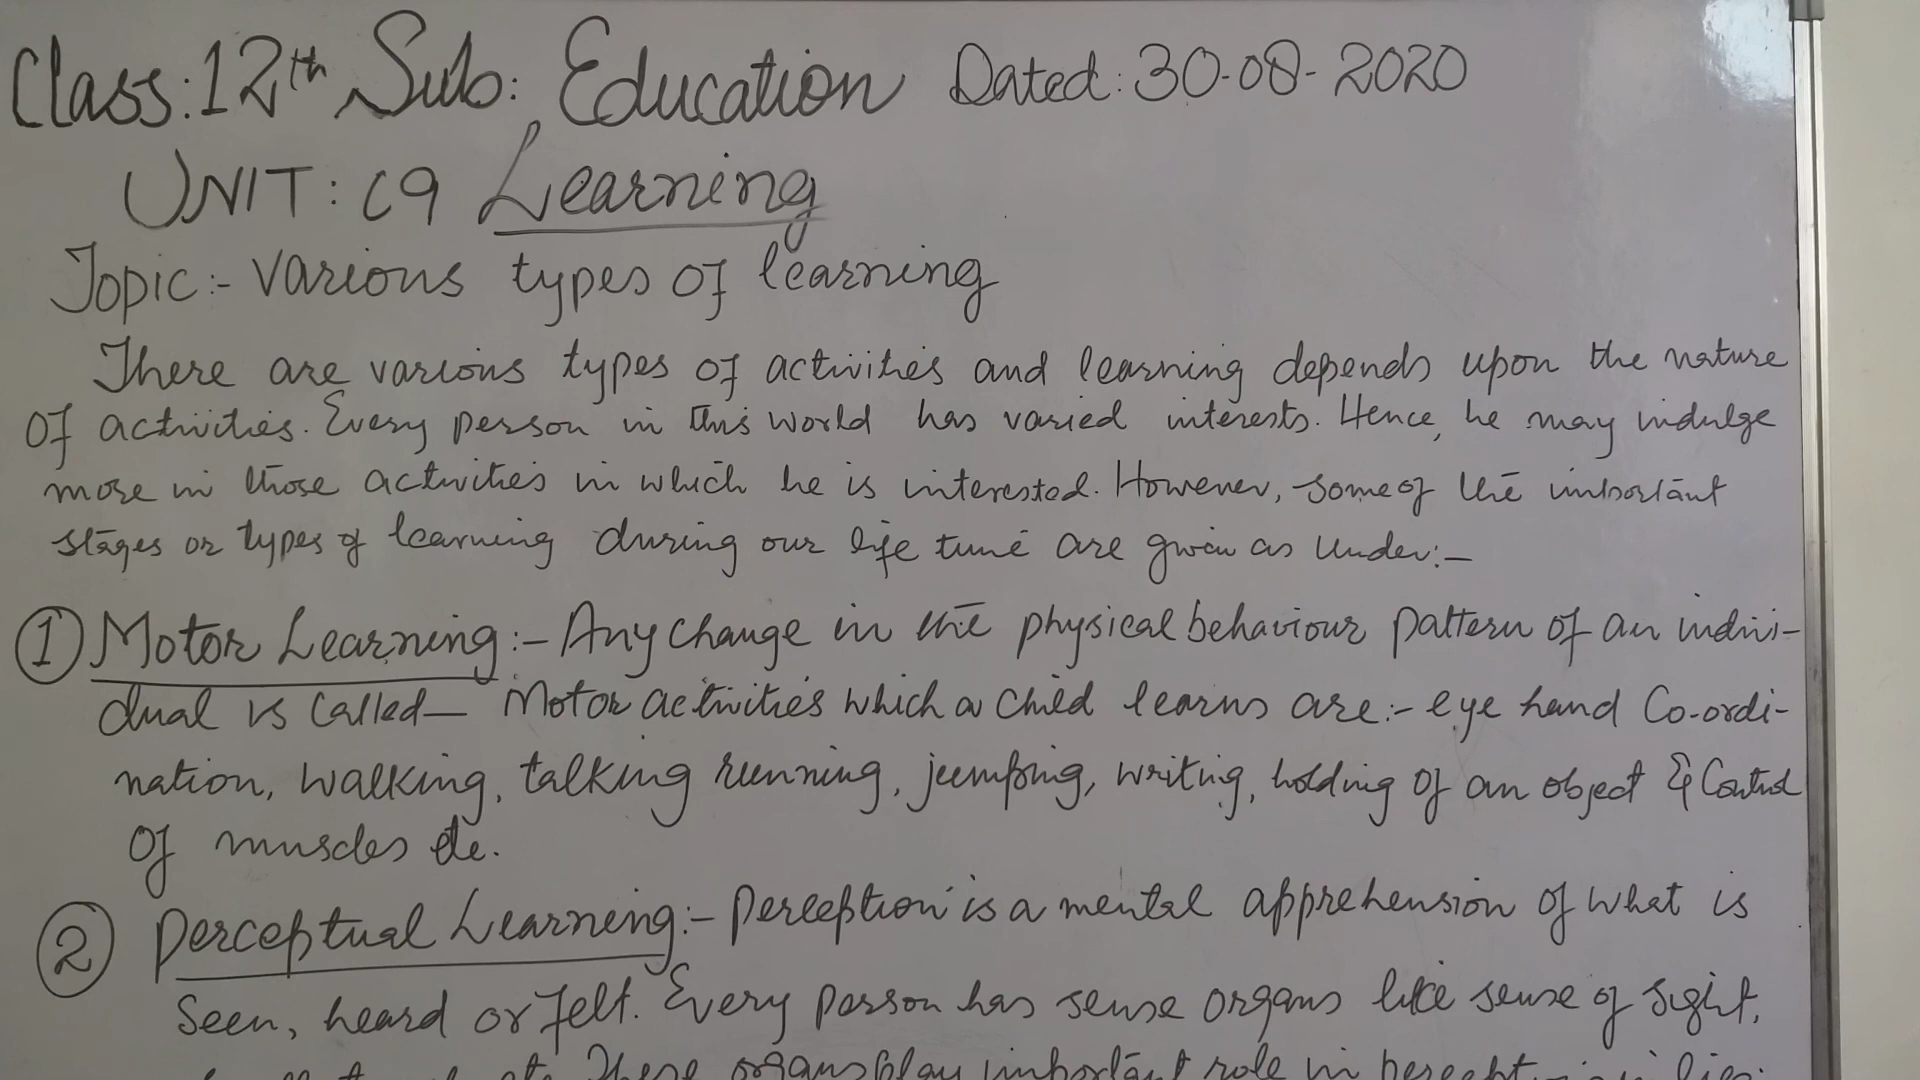 Class: 12th Sub: Education Dated: 30-08-2020
UNIT: 09 Learning
Topic:- Various types of learning
There are various types of activities and learning depends upon the nature
of activities. Every person in this world has varied interests. Hence, he may indulge
more in those activities in which he is interested. However, some of the important
stages or types of learning during our life time are given as under:-
① Motor Learning:- Any change in the physical behaviour pattern of an indivi-
dual is called— Motor activities which a child learns are:- eye hand Co-ordi-
nation, walking, talking running, jumping, writing, holding of an object & Control
of muscles etc.
② Perceptual Learning:- Perception is a mental apprehension of what is
seen, heard or felt. Every person has sense organs like sense of sight,
These organs play important role in